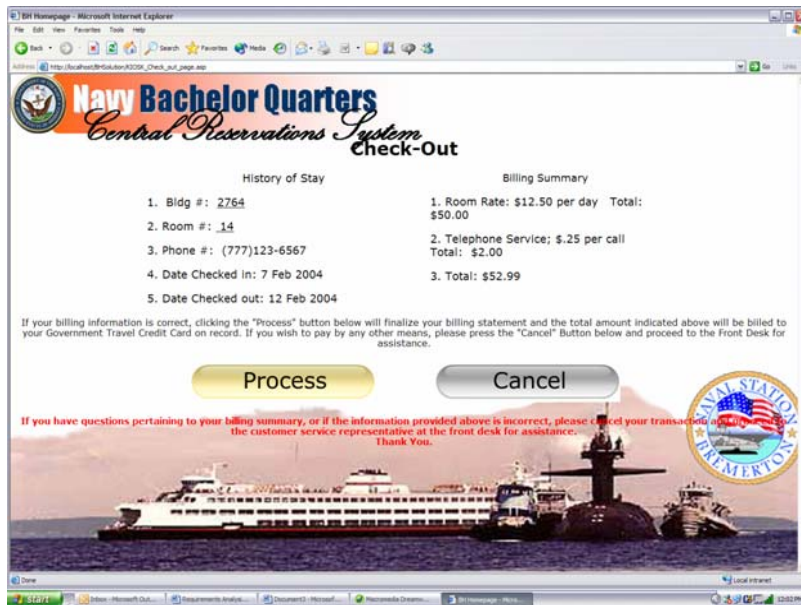 BH Homepage - Microsoft Internet Explorer
File Edit View Favorites Tools Help
Back Search Favorites Media
Address http://localhost/BHSolution/KIOSK_Check_out_page.asp Go Links
Navy Bachelor Quarters
Central Reservations System
Check-Out
History of Stay
1. Bldg #: 2764
2. Room #: 14
3. Phone #: (777)123-6567
4. Date Checked in: 7 Feb 2004
5. Date Checked out: 12 Feb 2004
Billing Summary
1. Room Rate: $12.50 per day Total:
$50.00
2. Telephone Service; $.25 per call
Total: $2.00
3. Total: $52.99
If your billing information is correct, clicking the "Process" button below will finalize your billing statement and the total amount indicated above will be billed to
your Government Travel Credit Card on record. If you wish to pay by any other means, please press the "Cancel" Button below and proceed to the Front Desk for
assistance.
Process Cancel
If you have questions pertaining to your billing summary, or if the information provided above is incorrect, please cancel your transaction
the customer service representative at the front desk for assistance.
Thank You.
NAVAL STATION
BREMERTON
Done Local intranet
Start Inbox - Microsoft Out... Requirements Analys... Document3 - Microsof... Macromedia Dreamw... BH Homepage - Micro... 12:02 PM